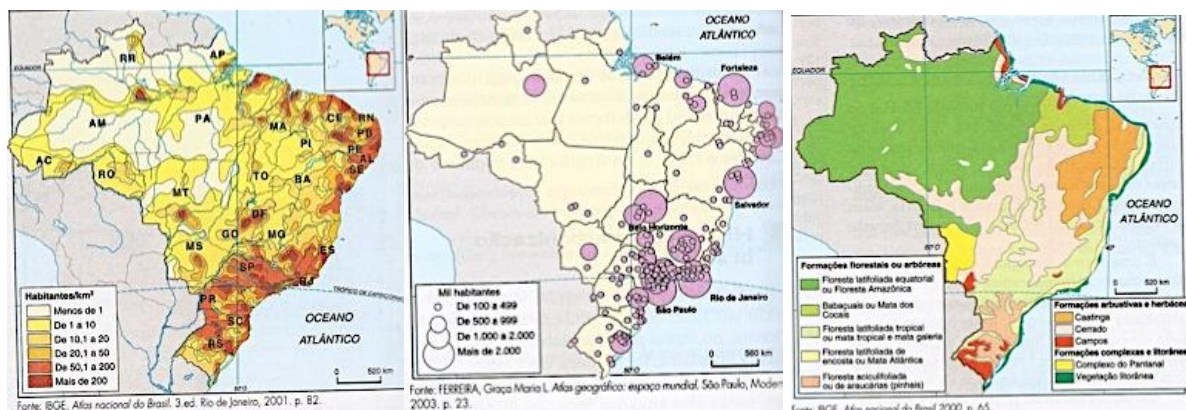 EQUADOR
RR
AP
AM
PA
MA
CE
RN
PB
PE
AL
SE
PI
AC
RO
TO
BA
MT
DF
GO
MG
MS
ES
SP
RJ
PR
SC
RS
TRÓPICO DE CAPRICÓRNIO
OCEANO
ATLÂNTICO
Habitantes/km²
Menos de 1
De 1 a 10
De 10,1 a 20
De 20,1 a 50
De 50,1 a 200
Mais de 200
0 520 km
Fonte: IBGE. Atlas nacional do Brasil. 3.ed. Rio de Janeiro, 2001. p. 82.
OCEANO
ATLÂNTICO
Belém
Fortaleza
Salvador
Belo Horizonte
Rio de Janeiro
São Paulo
Mil habitantes
De 100 a 499
De 500 a 999
De 1.000 a 2.000
Mais de 2.000
0 560 km
Fonte: FERREIRA, Graça Maria L. Atlas geográfico: espaço mundial. São Paulo, Modern
2003. p. 23.
EQUADOR
OCEANO
ATLÂNTICO
0 520 km
Formações florestais ou arbóreas
Floresta latifoliada equatorial
ou Floresta Amazônica
Babaçuais ou Mata dos
Cocais
Floresta latifoliada tropical
ou mata tropical e mata galeria
Floresta latifoliada de
encosta ou Mata Atlântica
Floresta aciculifoliada
ou de araucárias (pinhais)
Formações arbustivas e herbáceas
Caatinga
Cerrado
Campos
Formações complexas e litorâneas
Complexo do Pantanal
Vegetação litorânea
Fonte: IBGE. Atlas nacional do Brasil 2000. p. 65.